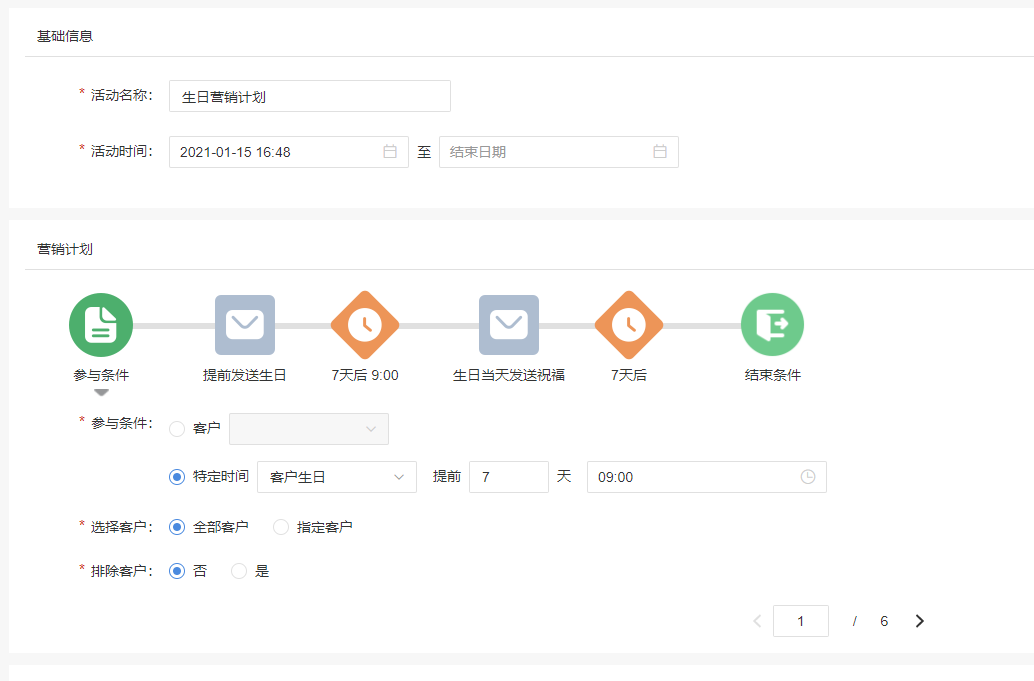 基础信息
* 活动名称： 生日营销计划
* 活动时间： 2021-01-15 16:48 至 结束日期
营销计划
参与条件 提前发送生日 7天后 9:00 生日当天发送祝福 7天后 结束条件
* 参与条件： 客户
特定时间 客户生日 提前 7 天 09:00
* 选择客户： 全部客户 指定客户
* 排除客户： 否 是
1 / 6